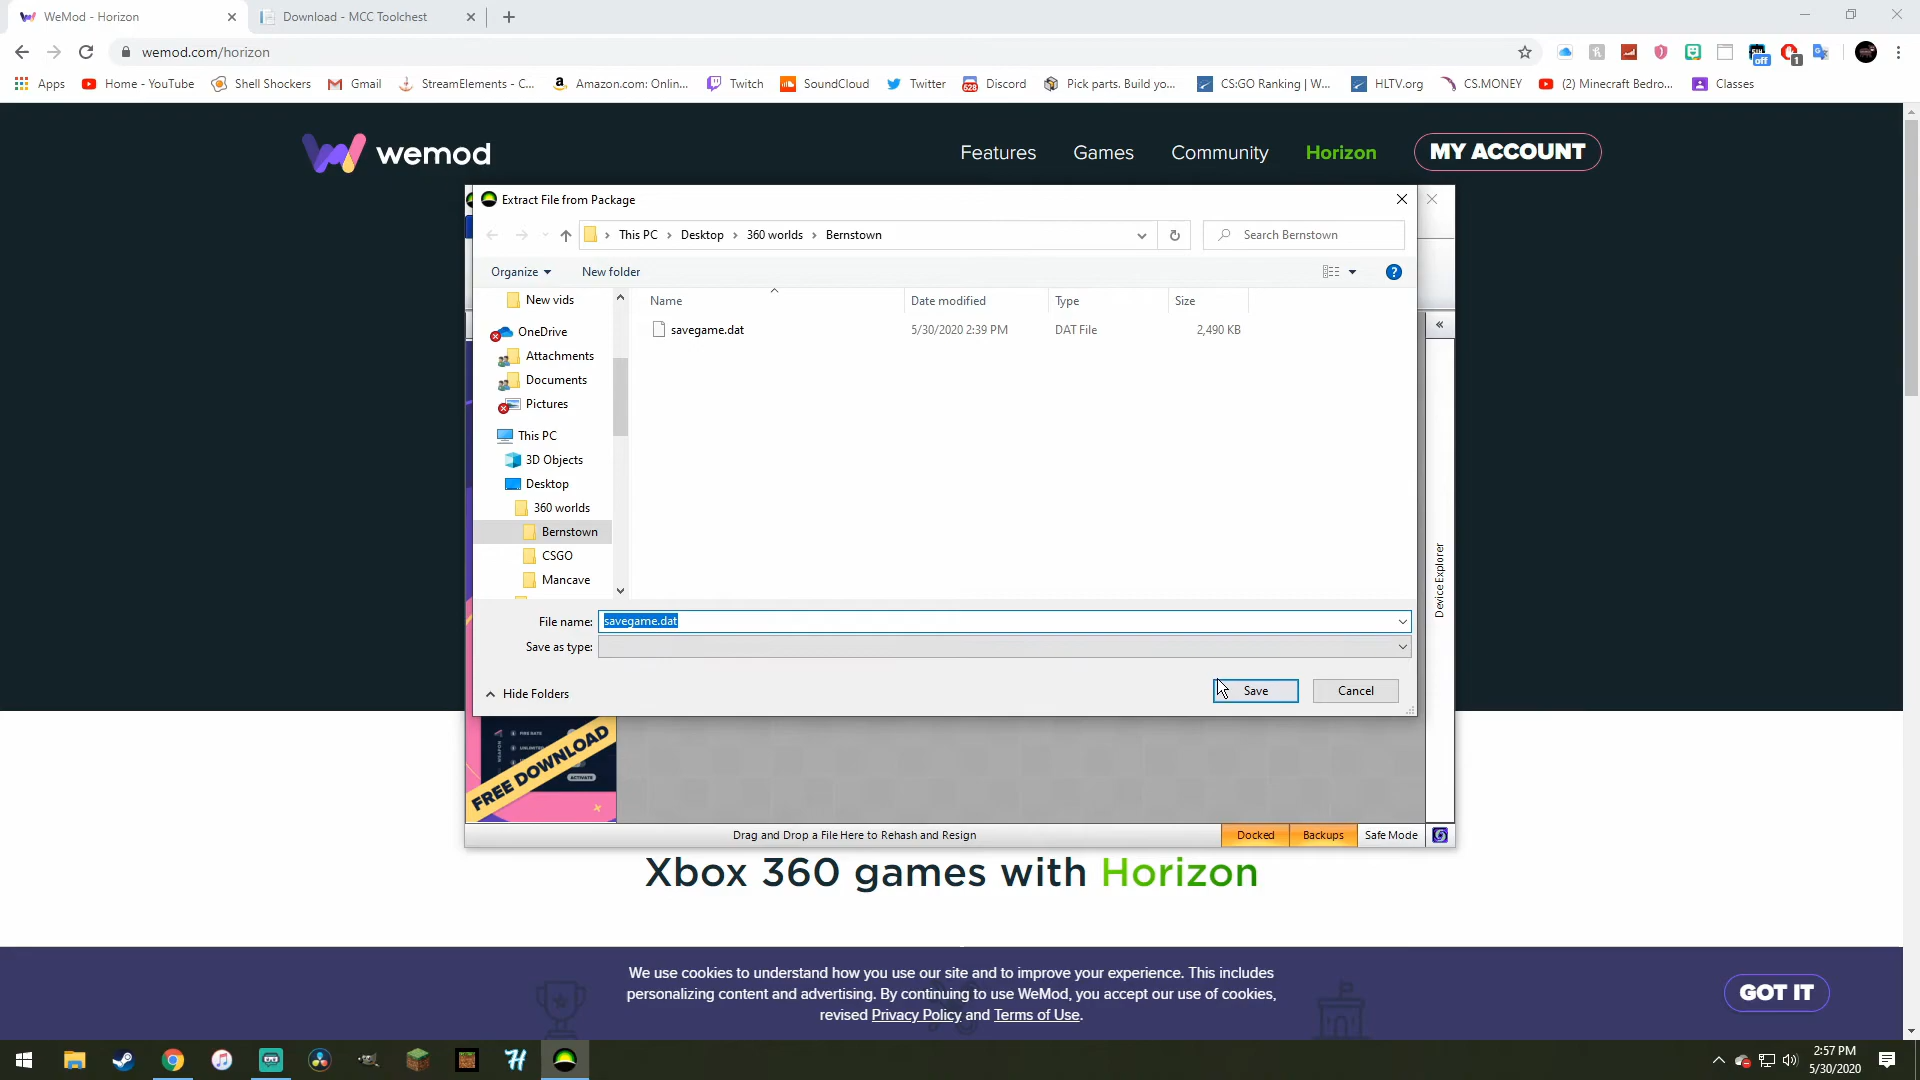 WeMod - Horizon
Download - MCC Toolchest
wemod.com/horizon
off
1
Apps
Home - YouTube
Shell Shockers
Gmail
StreamElements - C...
Amazon.com: Onlin...
Twitch
SoundCloud
Twitter
Discord
Pick parts. Build yo...
CS:GO Ranking | W...
HLTV.org
CS.MONEY
(2) Minecraft Bedro...
Classes
wemod
Features
Games
Community
Horizon
MY ACCOUNT
Extract File from Package
This PC
Desktop
360 worlds
Bernstown
Search Bernstown
Organize
New folder
Name
Date modified
Type
Size
savegame.dat
5/30/2020 2:39 PM
DAT File
2,490 KB
New vids
OneDrive
Attachments
Documents
Pictures
This PC
3D Objects
Desktop
360 worlds
Bernstown
CSGO
Mancave
Device Explorer
File name:
savegame.dat
Save as type:
Hide Folders
Save
Cancel
FIRE RATE
ACTIVATE
FREE DOWNLOAD
Drag and Drop a File Here to Rehash and Resign
Docked
Backups
Safe Mode
Xbox 360 games with Horizon
We use cookies to understand how you use our site and to improve your experience. This includes
personalizing content and advertising. By continuing to use WeMod, you accept our use of cookies,
revised Privacy Policy and Terms of Use.
GOT IT
2:57 PM
5/30/2020